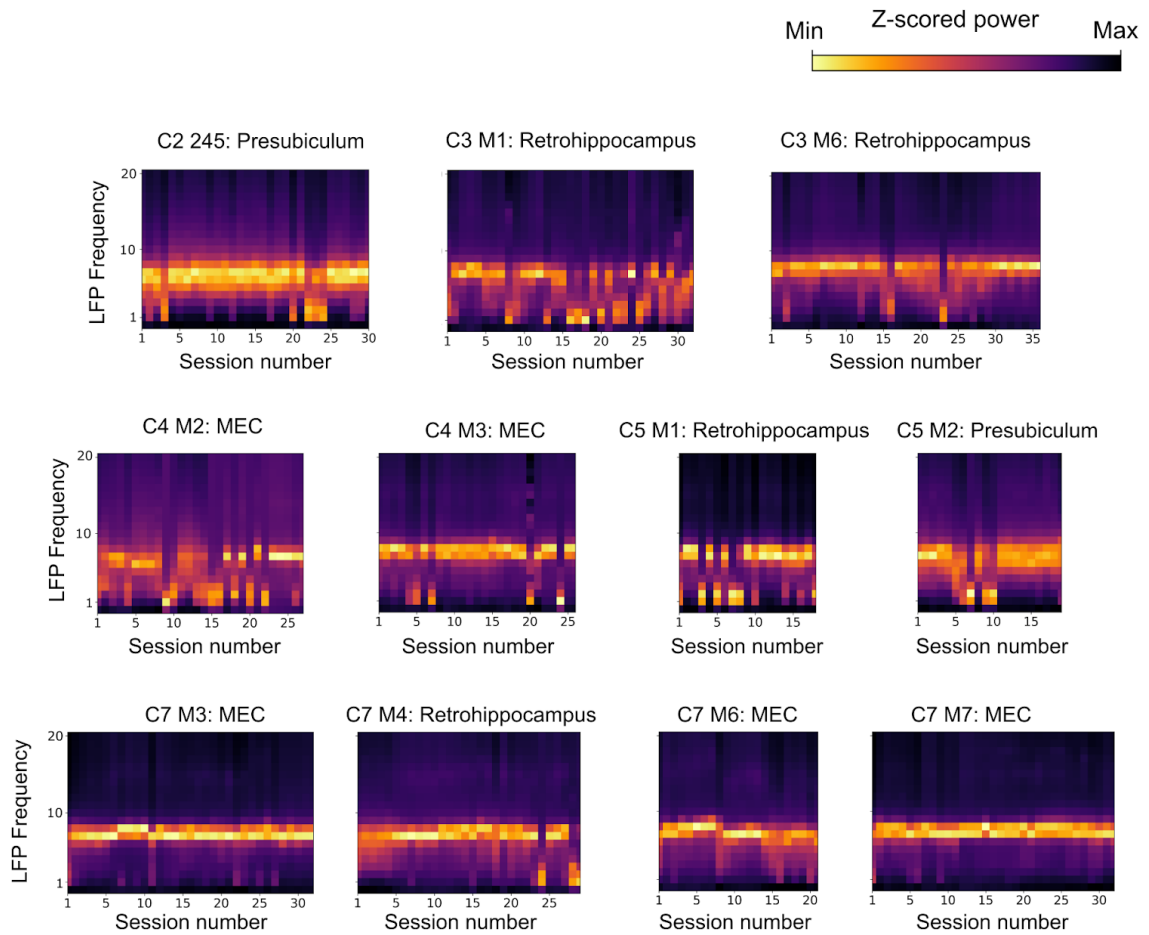 Z-scored power
Min Max
C2 245: Presubiculum C3 M1: Retrohippocampus C3 M6: Retrohippocampus
LFP Frequency
20
10
1
1 5 10 15 20 25 30 1 5 10 15 20 25 30 1 5 10 15 20 25 30 35
Session number Session number Session number
C4 M2: MEC C4 M3: MEC C5 M1: Retrohippocampus C5 M2: Presubiculum
LFP Frequency
20
10
1
1 5 10 15 20 25 1 5 10 15 20 25 1 5 10 15 1 5 10 15
Session number Session number Session number Session number
C7 M3: MEC C7 M4: Retrohippocampus C7 M6: MEC C7 M7: MEC
LFP Frequency
20
10
1
1 5 10 15 20 25 30 1 5 10 15 20 25 1 5 10 15 20 1 5 10 15 20 25 30
Session number Session number Session number Session number